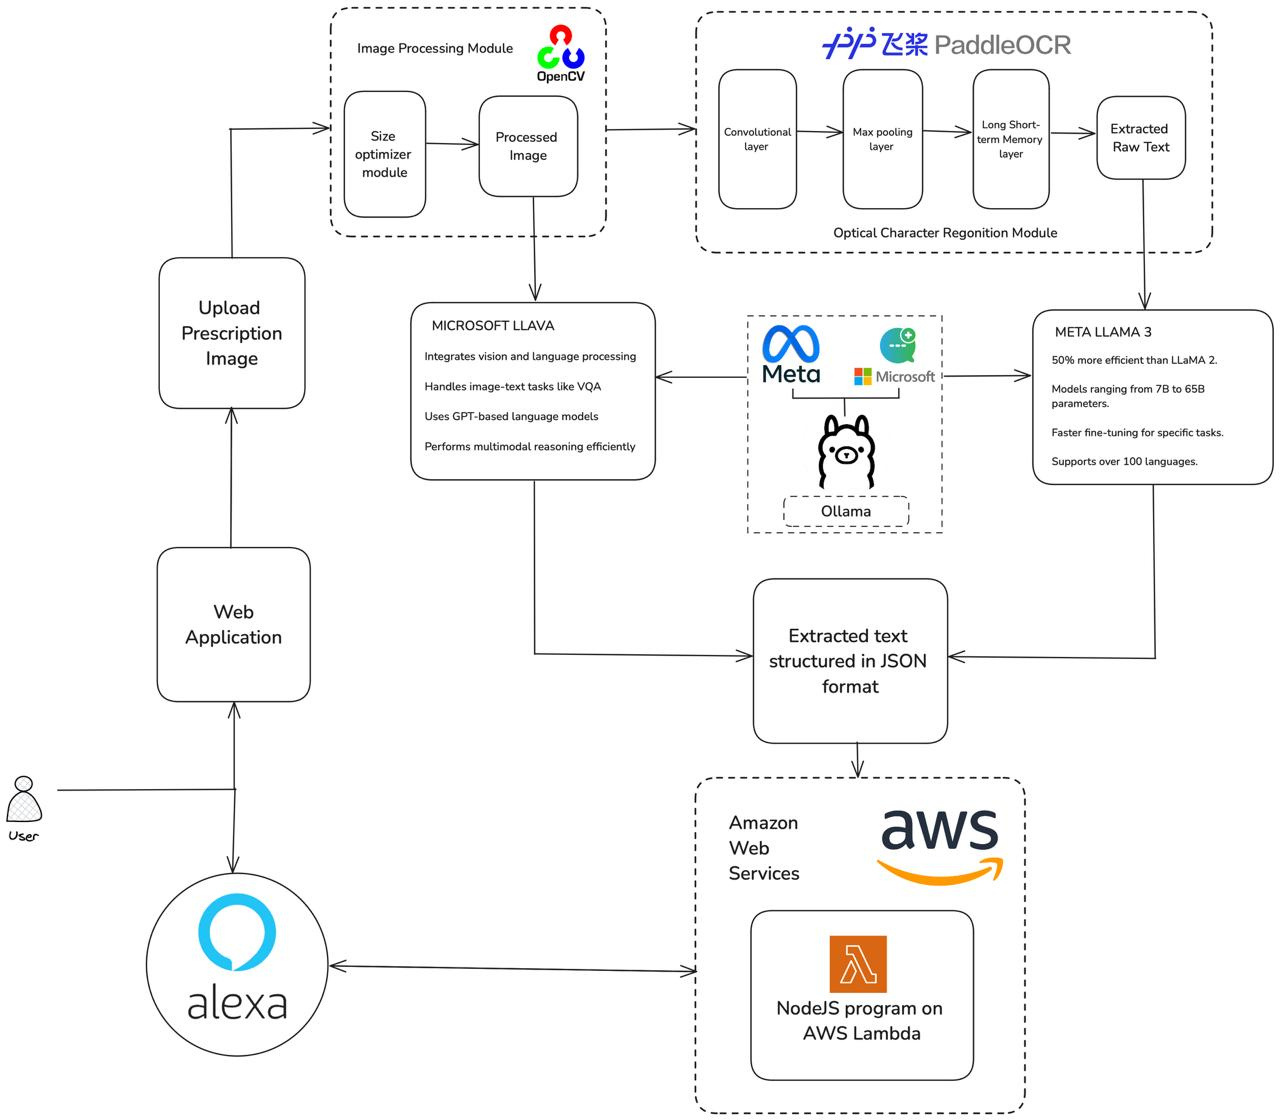 Image Processing Module
OpenCV
Size
optimizer
module
Processed
Image
飞桨 PaddleOCR
Convolutional
layer
Max pooling
layer
Long Short-
term Memory
layer
Extracted
Raw Text
Optical Character Regonition Module
Upload
Prescription
Image
MICROSOFT LLAVA
Integrates vision and language processing
Handles image-text tasks like VQA
Uses GPT-based language models
Performs multimodal reasoning efficiently
Meta
Microsoft
Ollama
META LLAMA 3
50% more efficient than LLaMA 2.
Models ranging from 7B to 65B
parameters.
Faster fine-tuning for specific tasks.
Supports over 100 languages.
Web
Application
Extracted text
structured in JSON
format
User
alexa
Amazon
Web
Services
aws
NodeJS program on
AWS Lambda